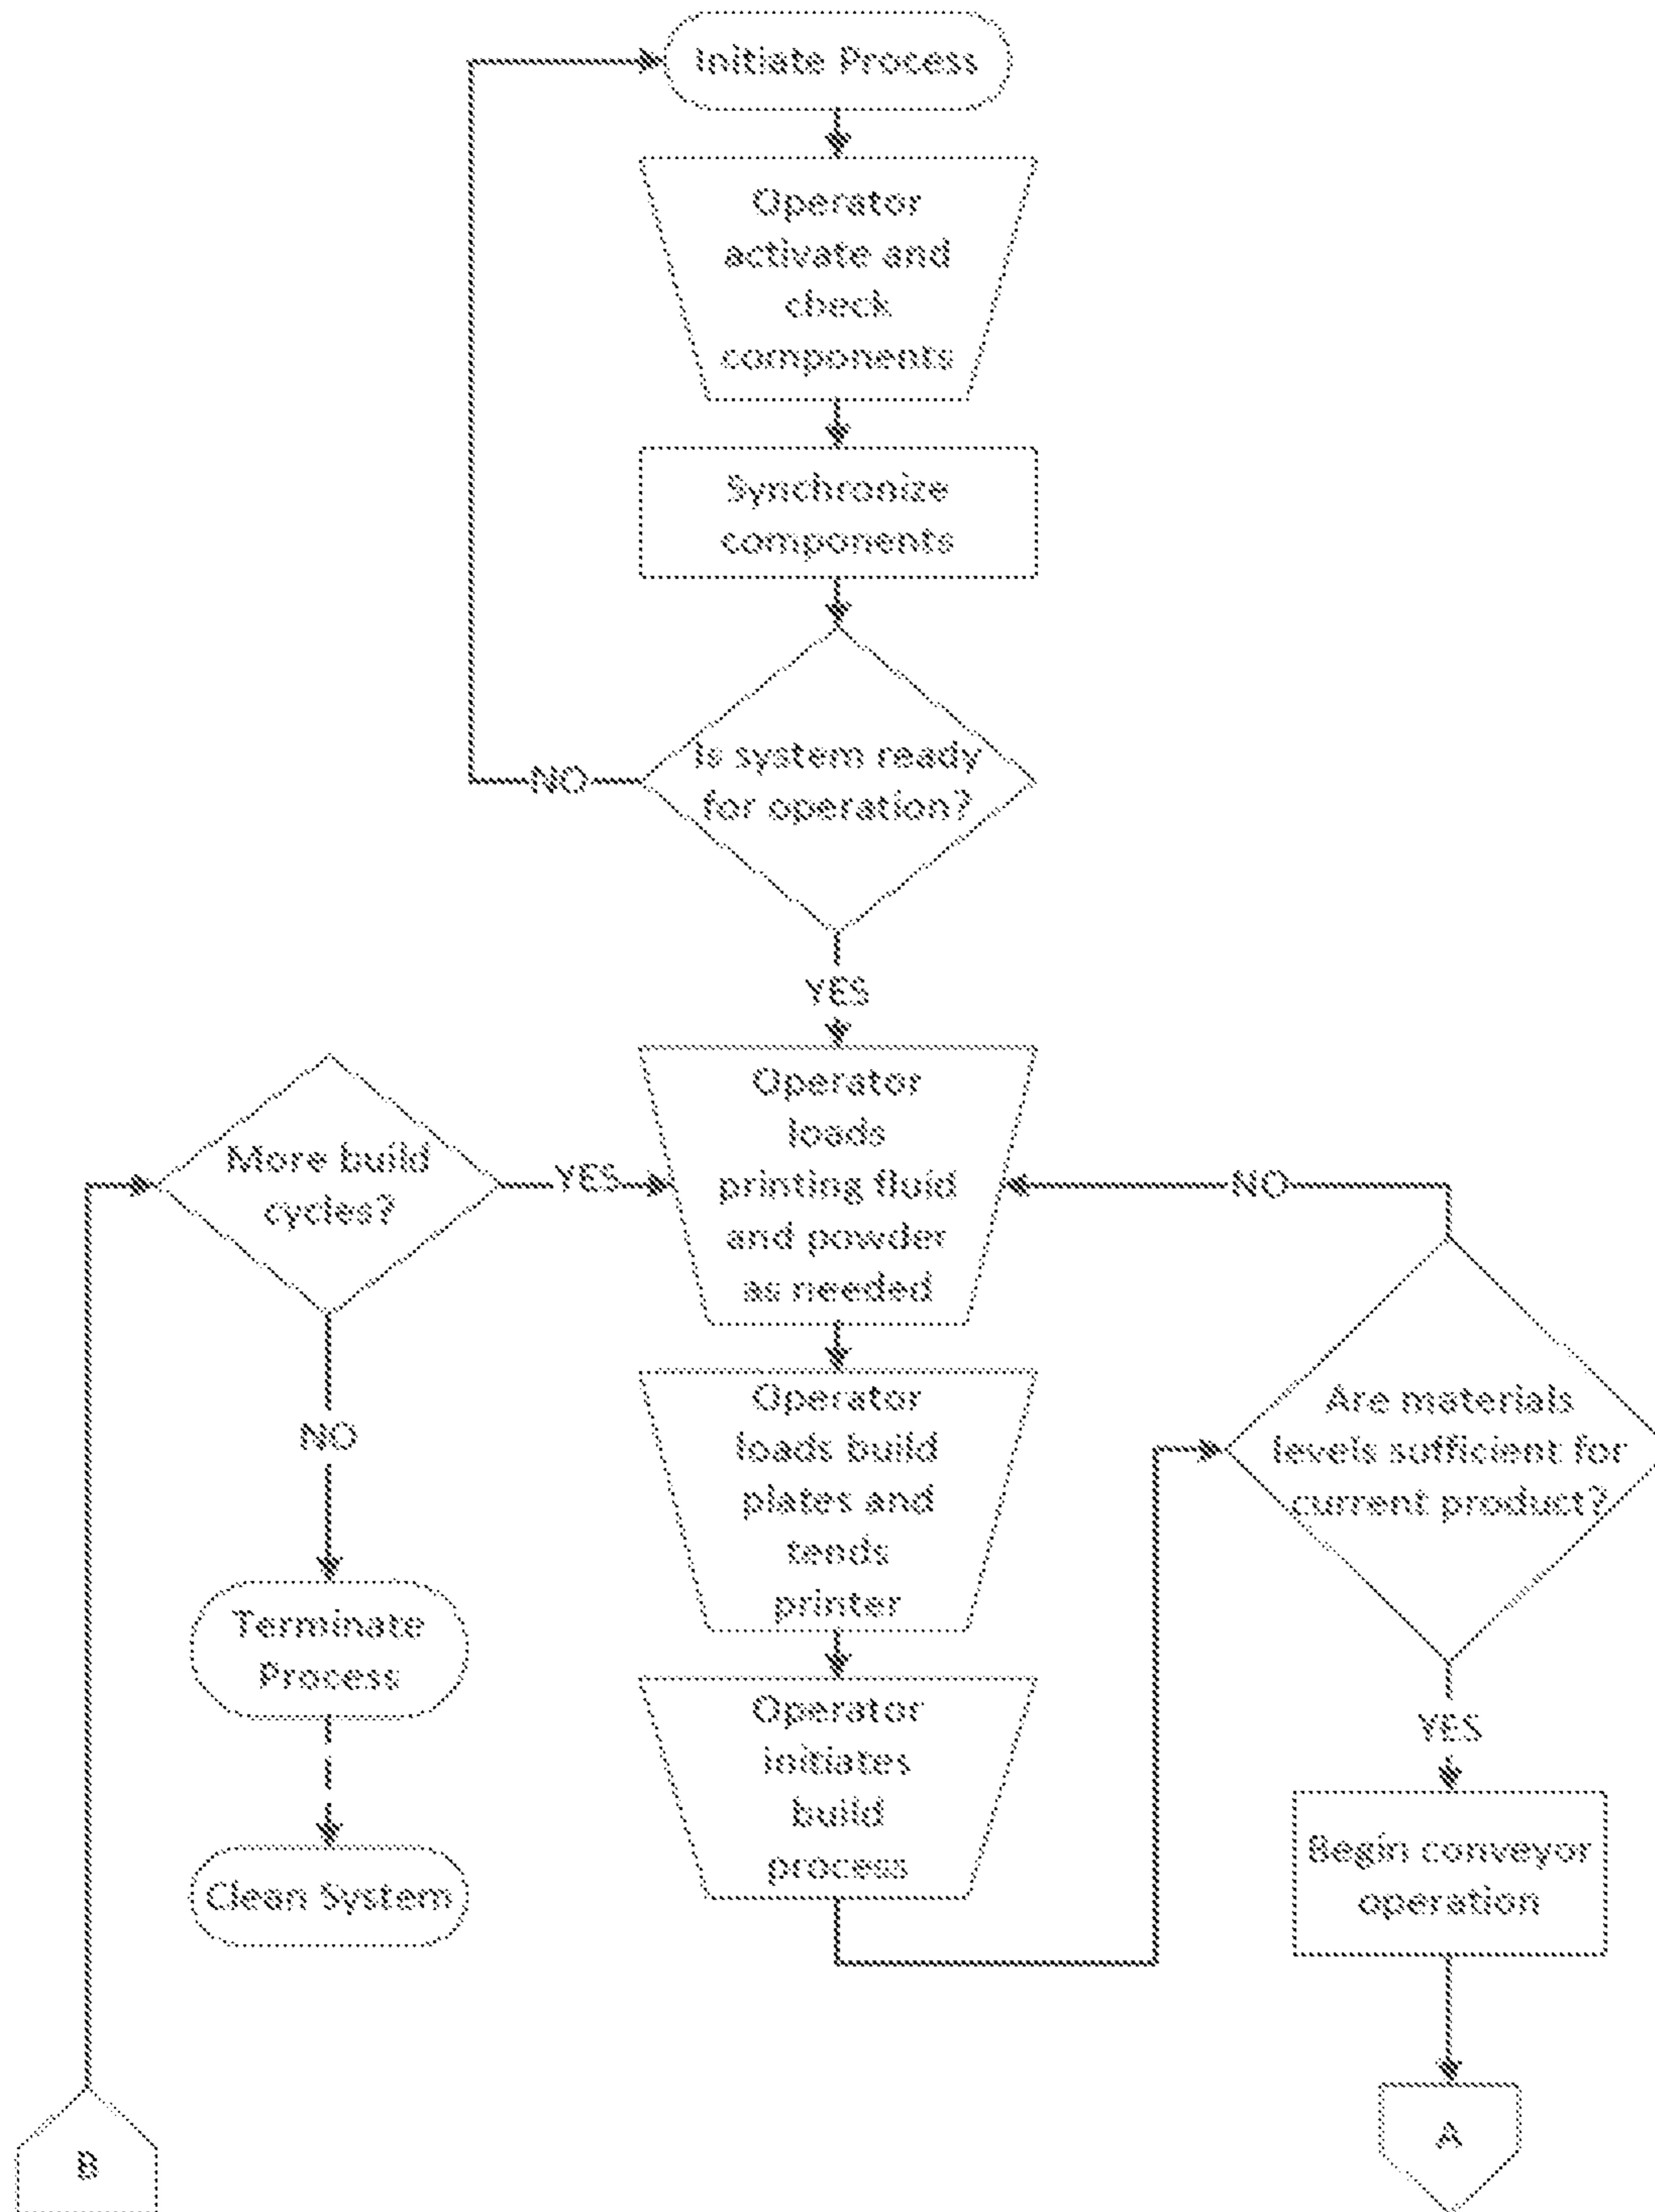 Initiate Process
Operator
activate and
check
components
Synchronize
components
Is system ready
for operation?
NO
YES
Operator
loads
printing fluid
and powder
as needed
More build
cycles?
YES
NO
NO
Operator
loads build
plates and
tends
printer
Are materials
levels sufficient for
current product?
Terminate
Process
Operator
initiates
build
process
YES
Clean System
Begin conveyor
operation
B
A